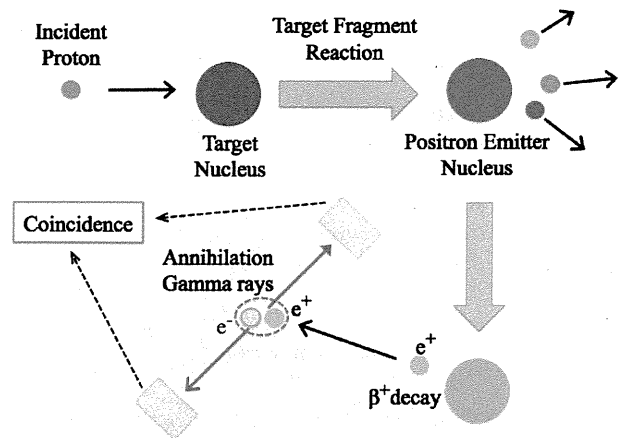 Incident
Proton
Target Fragment
Reaction
Target
Nucleus
Positron Emitter
Nucleus
Coincidence
Annihilation
Gamma rays
e⁻
e⁺
e⁺
β⁺decay